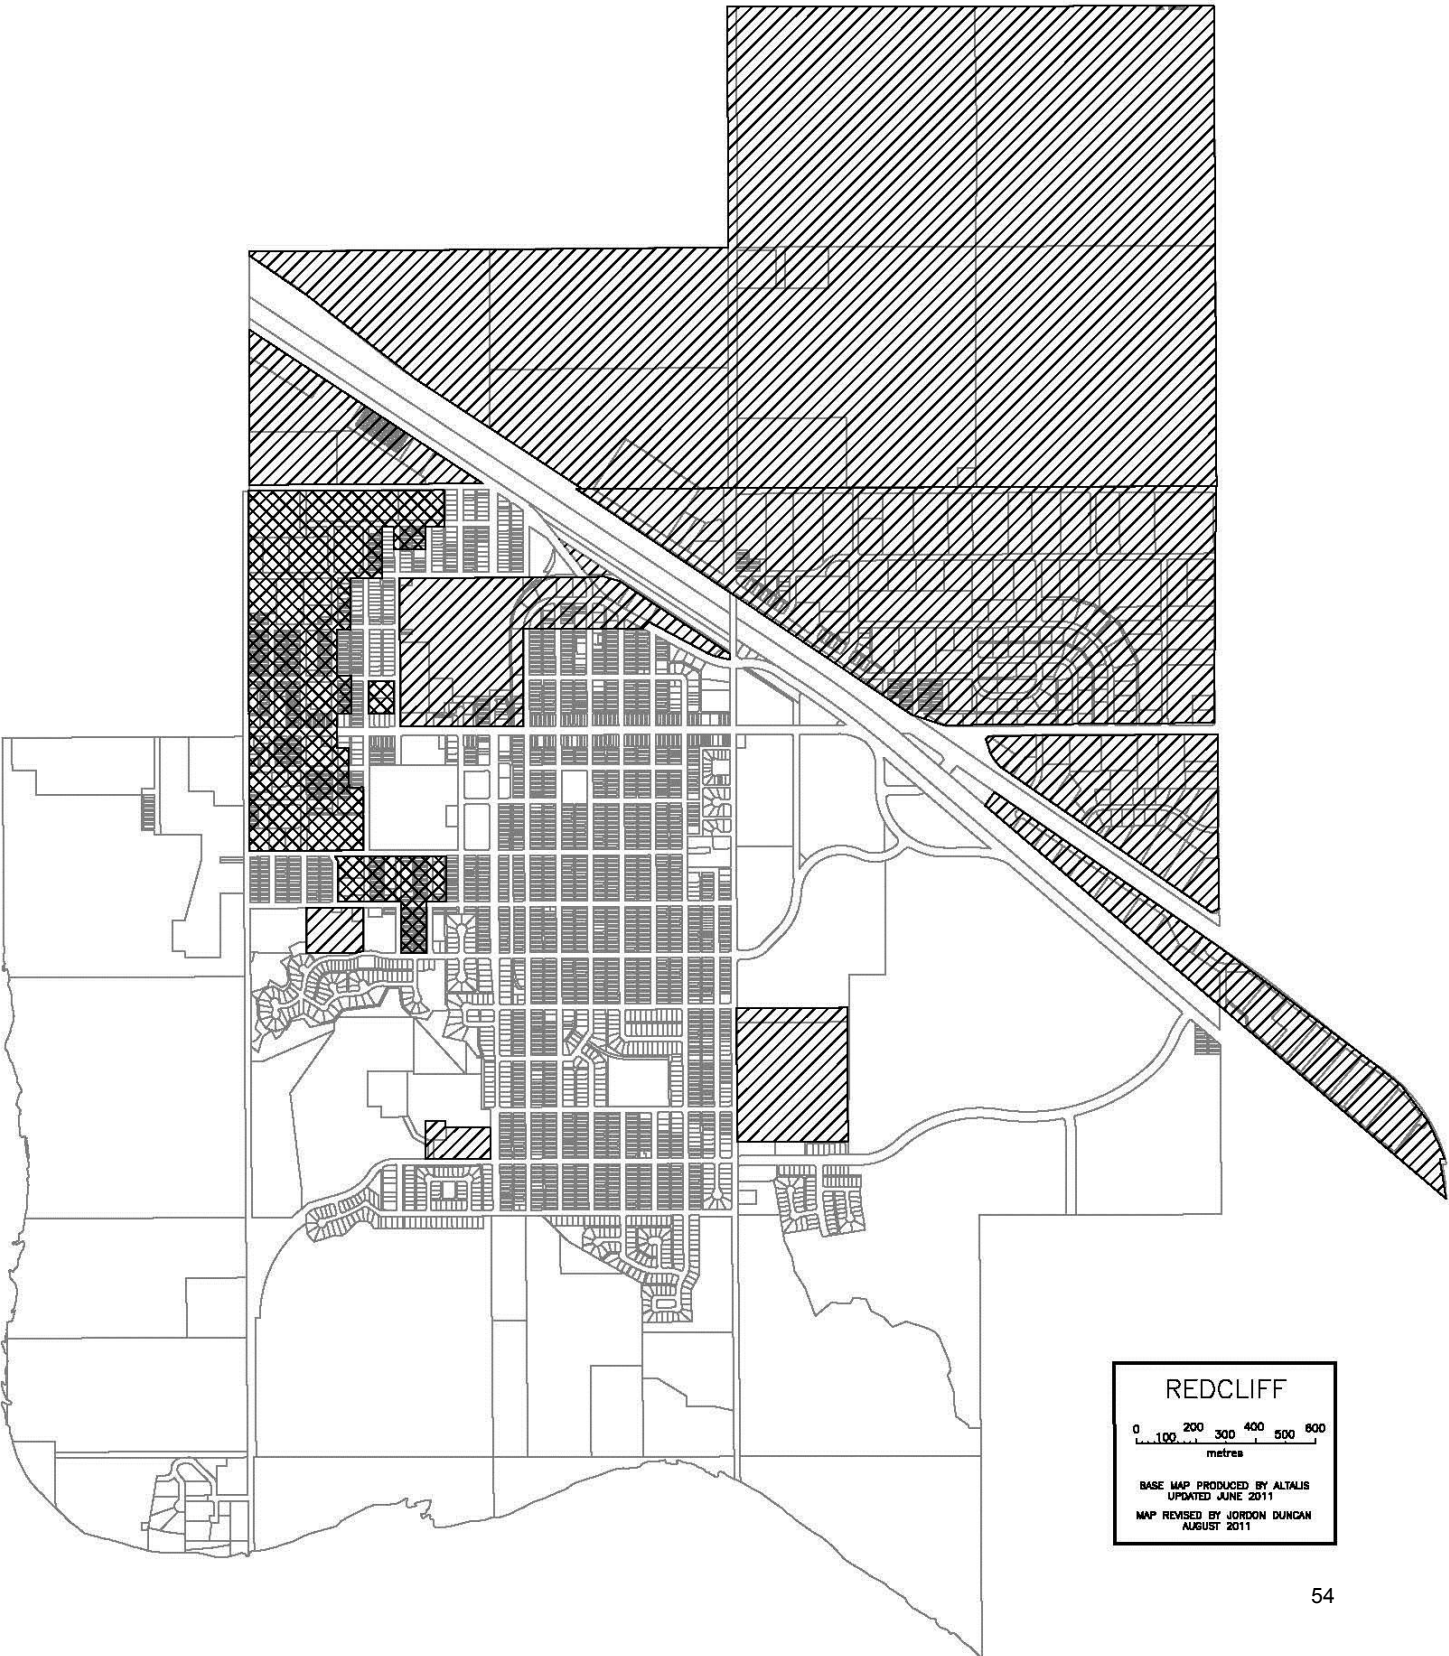 REDCLIFF
0 100 200 300 400 500 600
metres
BASE MAP PRODUCED BY ALTALIS
UPDATED JUNE 2011
MAP REVISED BY JORDON DUNCAN
AUGUST 2011
54